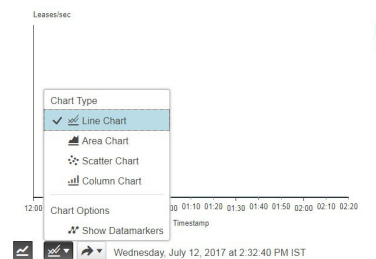 Leases/sec
Chart Type
Line Chart
Area Chart
Scatter Chart
Column Chart
Chart Options
Show Datamarkers
12:00 00 01:10 01:20 01:30 01:40 01:50 02:00 02:10 02:20
Timestamp
Wednesday, July 12, 2017 at 2:32:40 PM IST